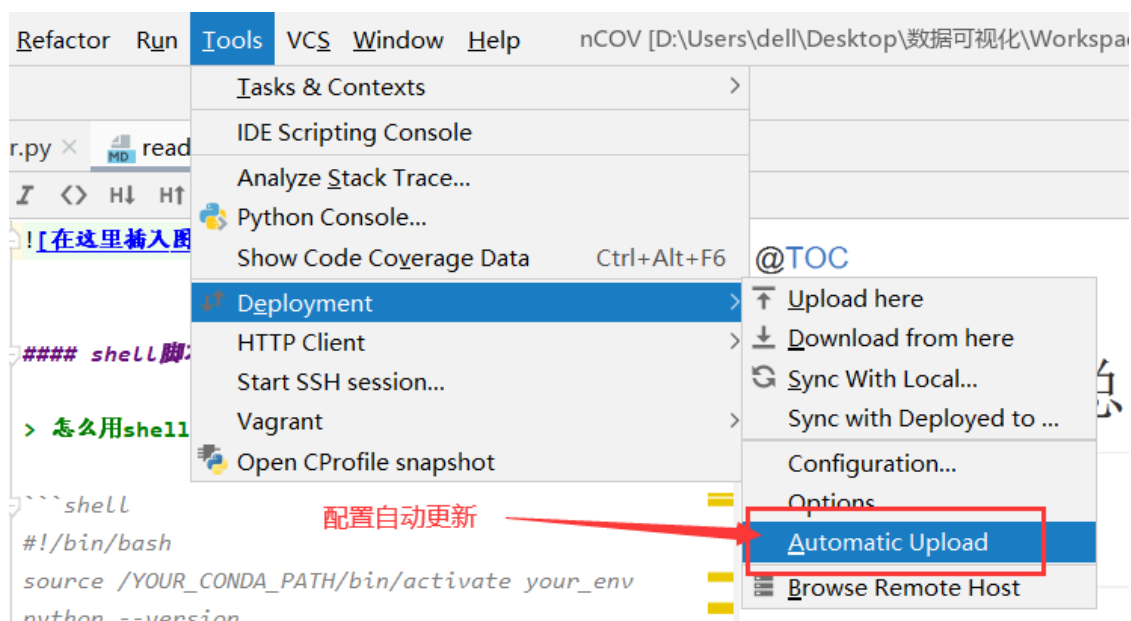 Refactor Run Tools VCS Window Help nCOV [D:\Users\dell\Desktop\数据可视化\Workspa
Tasks & Contexts
IDE Scripting Console
r.py MD read
Analyze Stack Trace...
I <> H↓ H↑
Python Console...
![在这里插入图
Show Code Coverage Data Ctrl+Alt+F6
@TOC
Deployment
Upload here
HTTP Client
Download from here
#### shell脚
Start SSH session...
Sync With Local...
Vagrant
Sync with Deployed to ...
> 怎么用shell
Open CProfile snapshot
Configuration...
```shell
配置自动更新
Options
#!/bin/bash
Automatic Upload
source /YOUR_CONDA_PATH/bin/activate your_env
Browse Remote Host
python --version